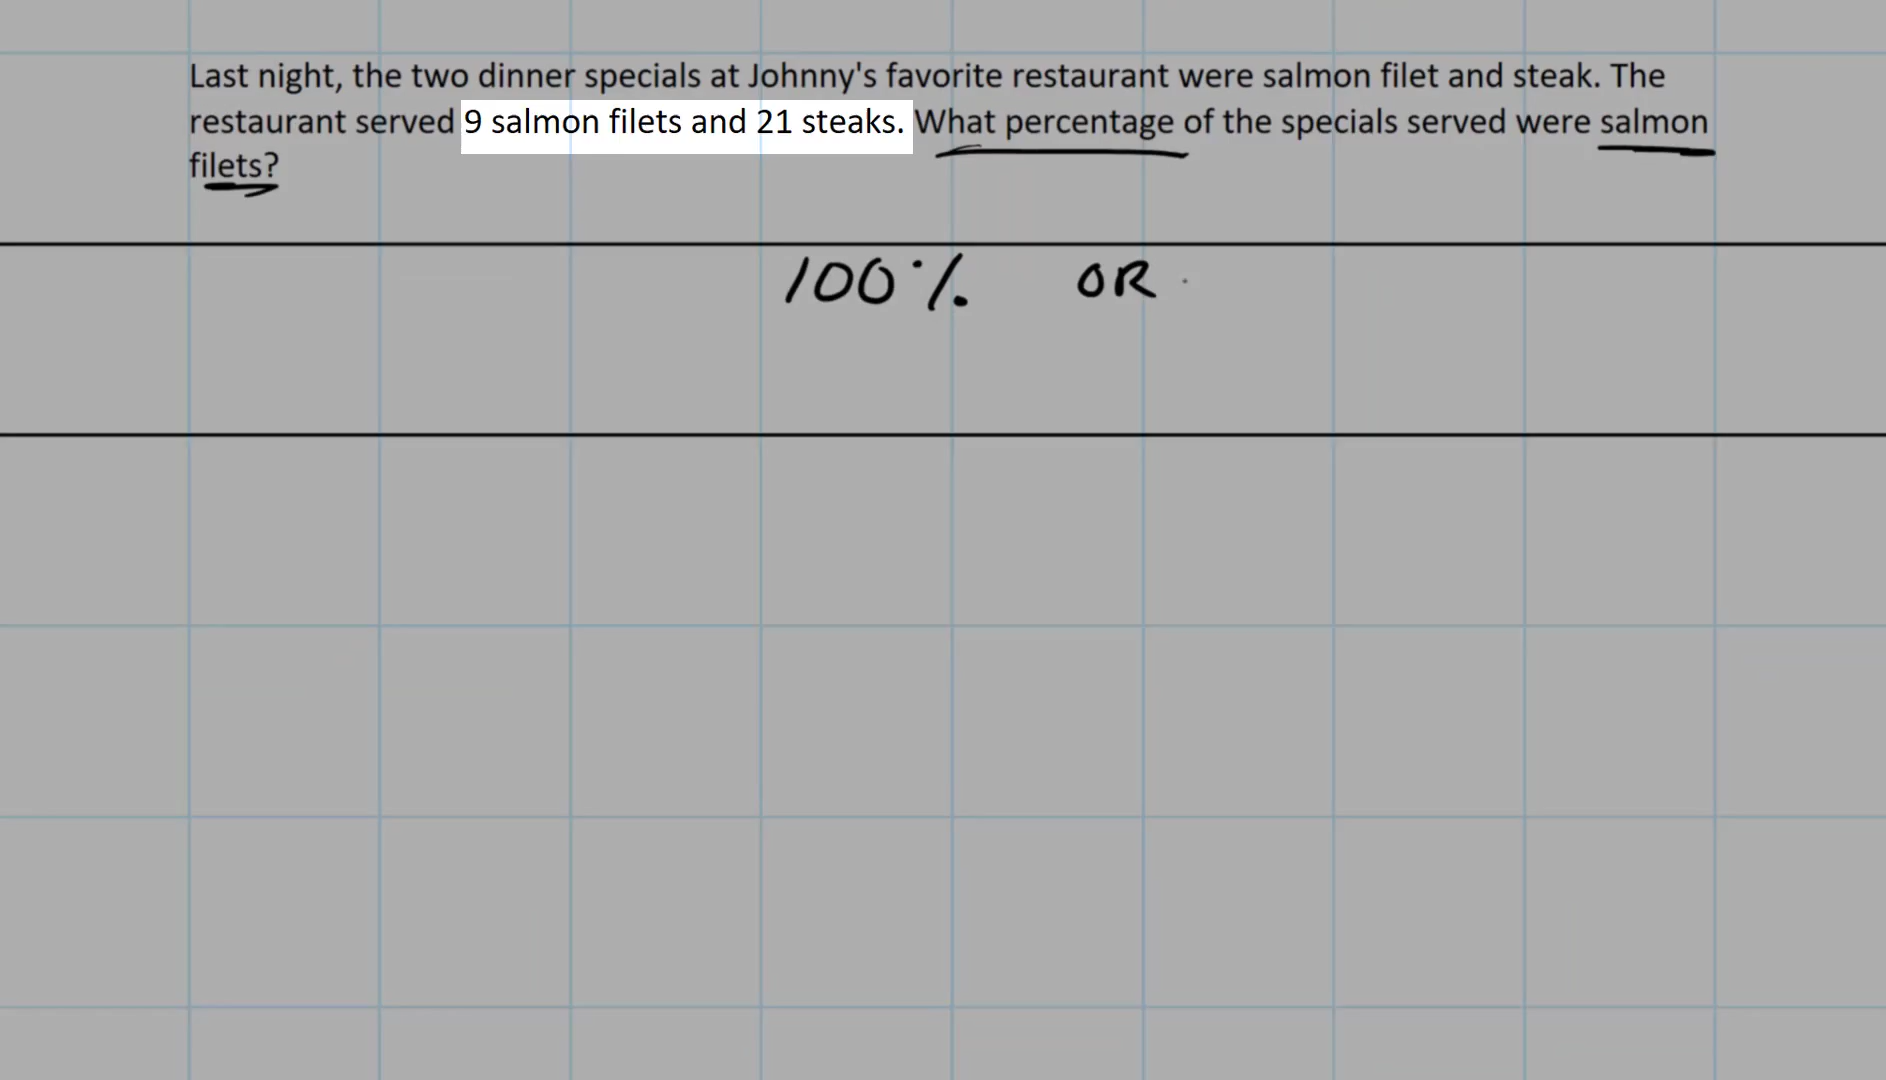 Last night, the two dinner specials at Johnny's favorite restaurant were salmon filet and steak. The
restaurant served 9 salmon filets and 21 steaks. What percentage of the specials served were salmon
filets?
100% OR